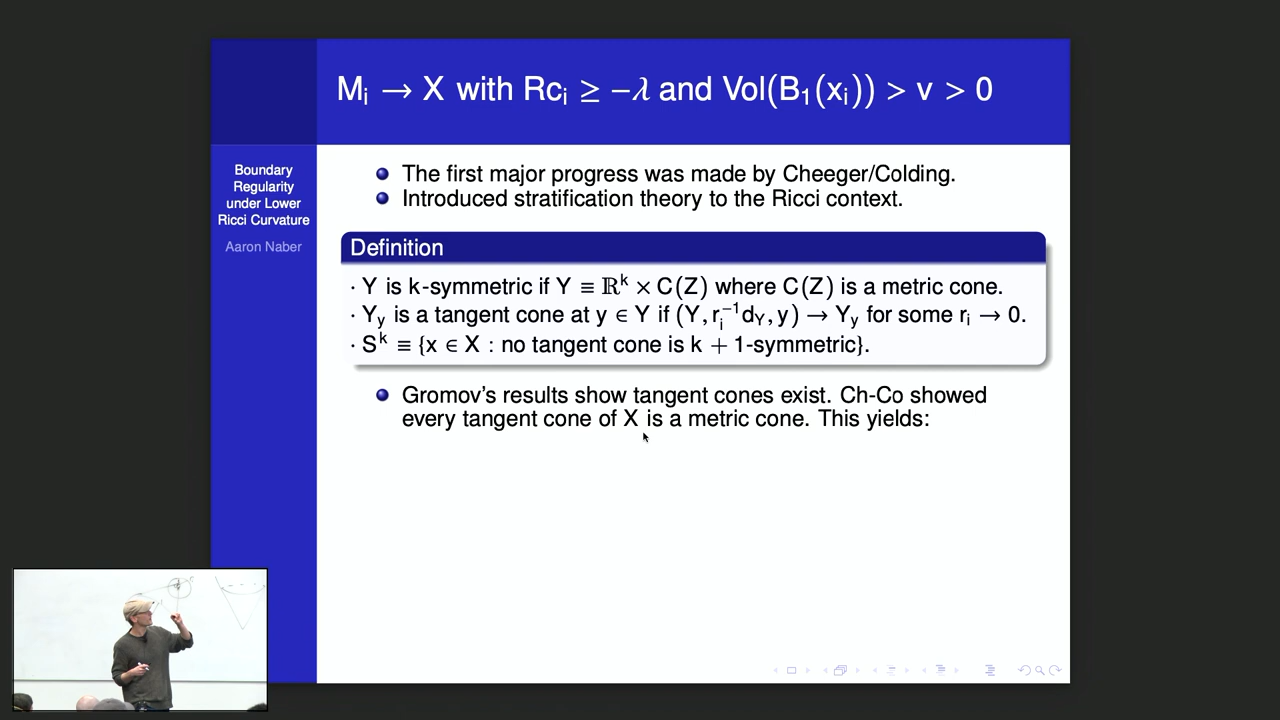 Mᵢ → X with Rcᵢ ≥ −λ and Vol(B₁(xᵢ)) > v > 0
Boundary
Regularity
under Lower
Ricci Curvature
Aaron Naber
The first major progress was made by Cheeger/Colding.
Introduced stratification theory to the Ricci context.
Definition
· Y is k-symmetric if Y ≡ ℝᵏ × C(Z) where C(Z) is a metric cone.
· Y_y is a tangent cone at y ∈ Y if (Y, rᵢ⁻¹d_Y, y) → Y_y for some rᵢ → 0.
· Sᵏ ≡ {x ∈ X : no tangent cone is k + 1-symmetric}.
Gromov's results show tangent cones exist. Ch-Co showed
every tangent cone of X is a metric cone. This yields: